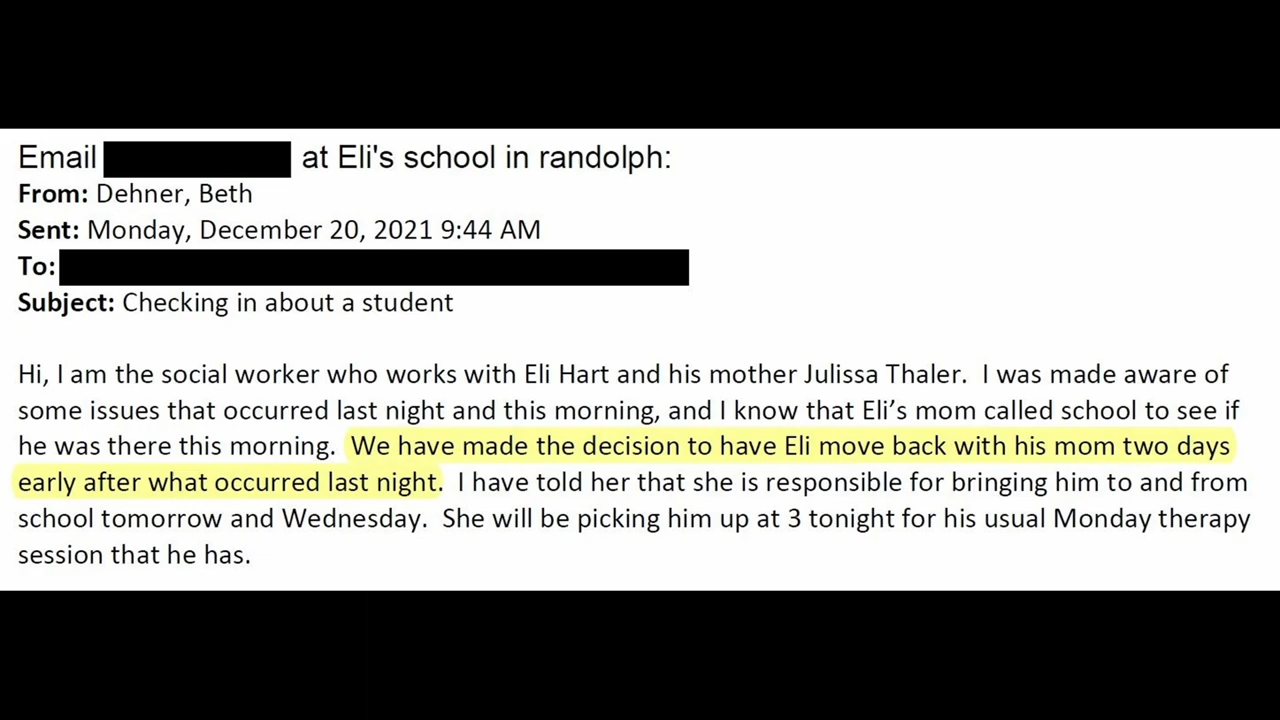 Email at Eli's school in randolph:
From: Dehner, Beth
Sent: Monday, December 20, 2021 9:44 AM
To:
Subject: Checking in about a student
Hi, I am the social worker who works with Eli Hart and his mother Julissa Thaler.  I was made aware of
some issues that occurred last night and this morning, and I know that Eli’s mom called school to see if
he was there this morning.  We have made the decision to have Eli move back with his mom two days
early after what occurred last night.  I have told her that she is responsible for bringing him to and from
school tomorrow and Wednesday.  She will be picking him up at 3 tonight for his usual Monday therapy
session that he has.